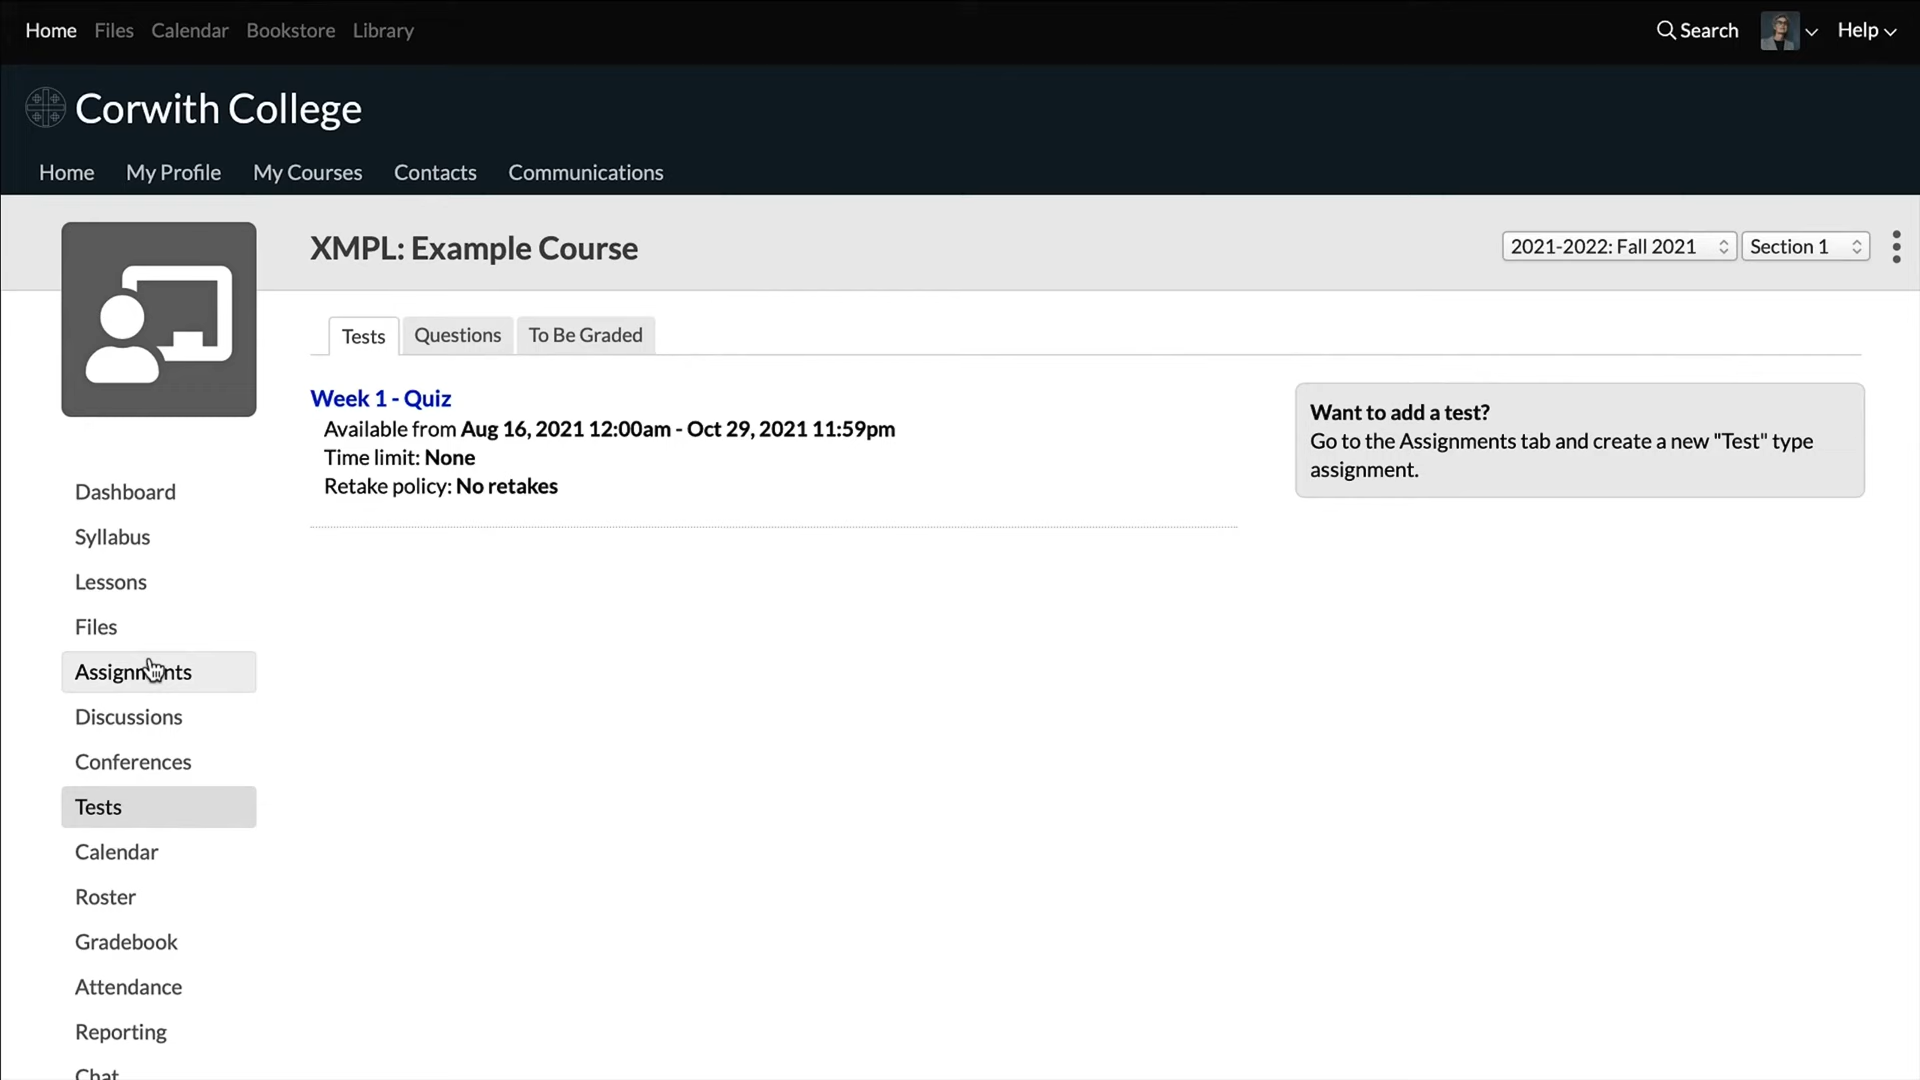 Home Files Calendar Bookstore Library
Search
Help
Corwith College
Home My Profile My Courses Contacts Communications
XMPL: Example Course
2021-2022: Fall 2021
Section 1
Tests Questions To Be Graded
Week 1 - Quiz
Available from Aug 16, 2021 12:00am - Oct 29, 2021 11:59pm
Time limit: None
Retake policy: No retakes
Want to add a test?
Go to the Assignments tab and create a new "Test" type
assignment.
Dashboard
Syllabus
Lessons
Files
Assignments
Discussions
Conferences
Tests
Calendar
Roster
Gradebook
Attendance
Reporting
Chat